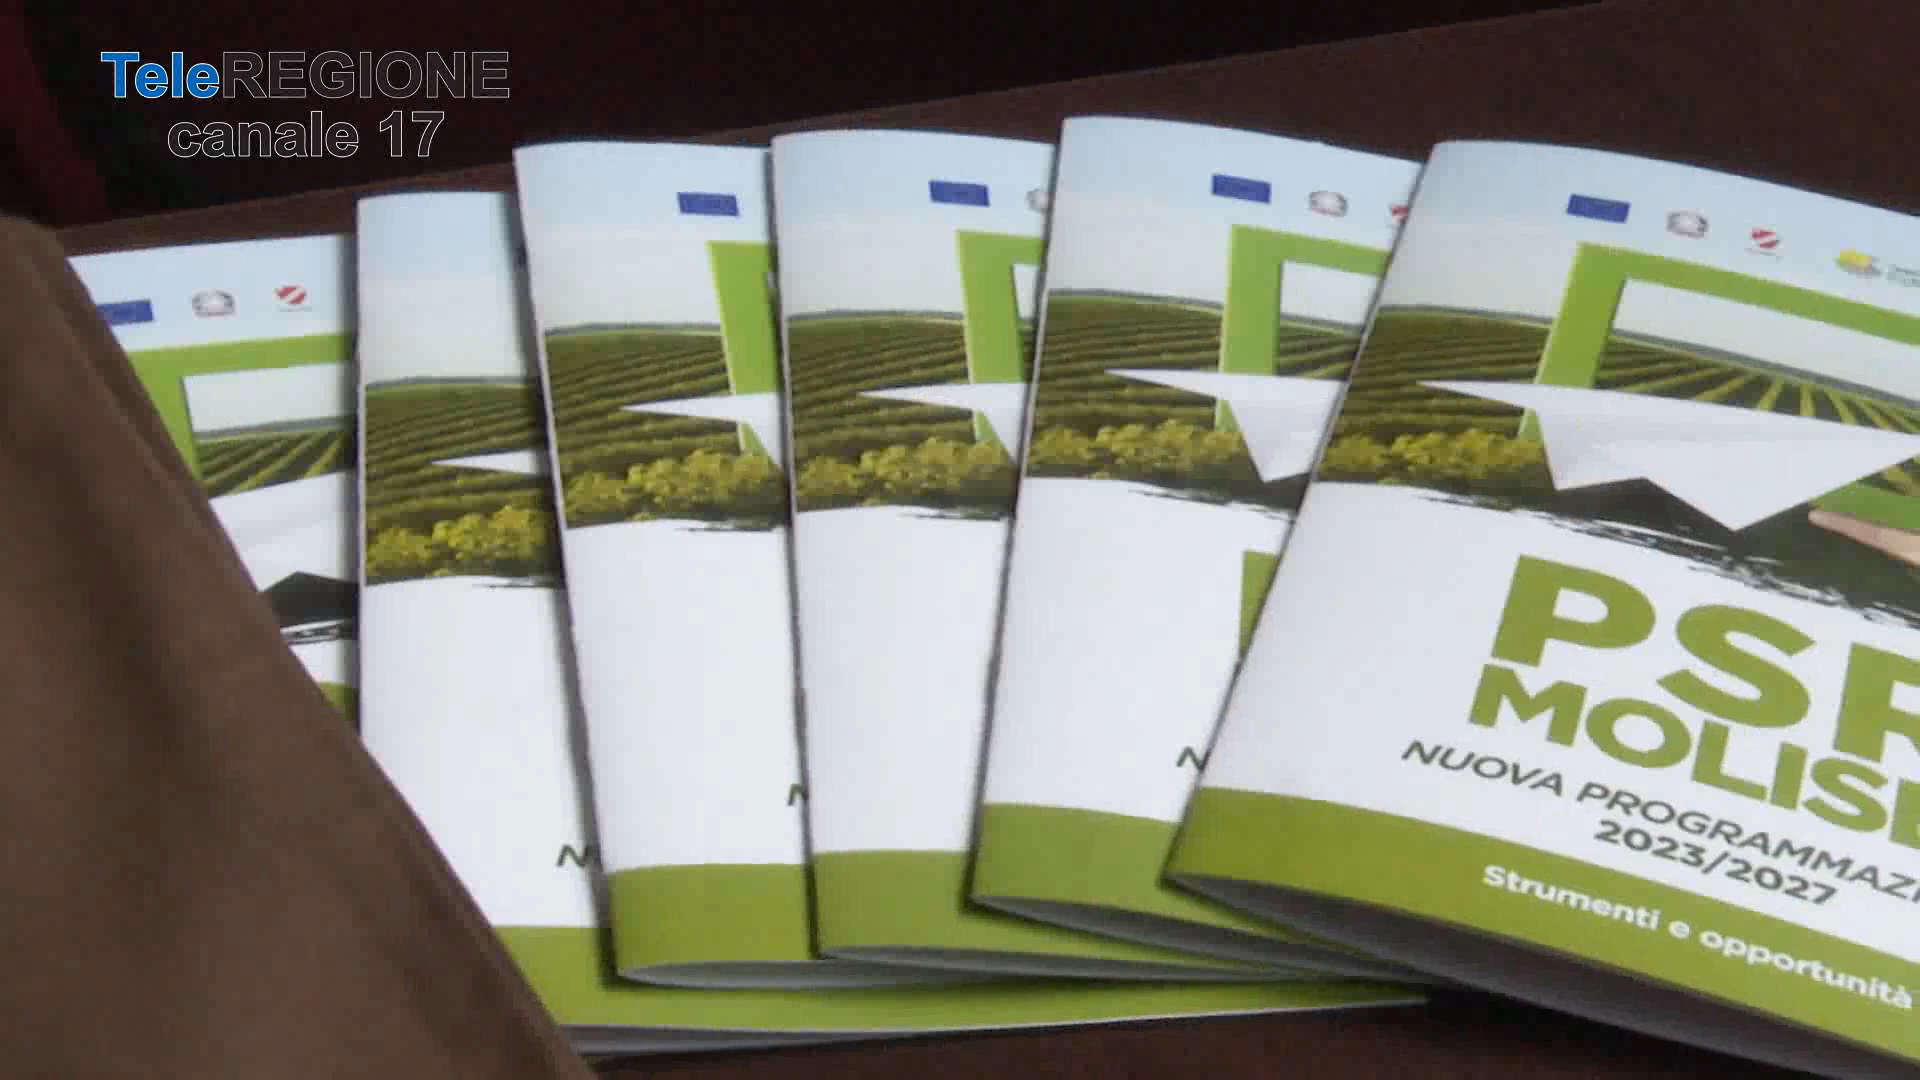 TeleREGIONE
canale 17
PSR
MOLISE
NUOVA PROGRAMMAZI
2023/2027
Strumenti e opportunità